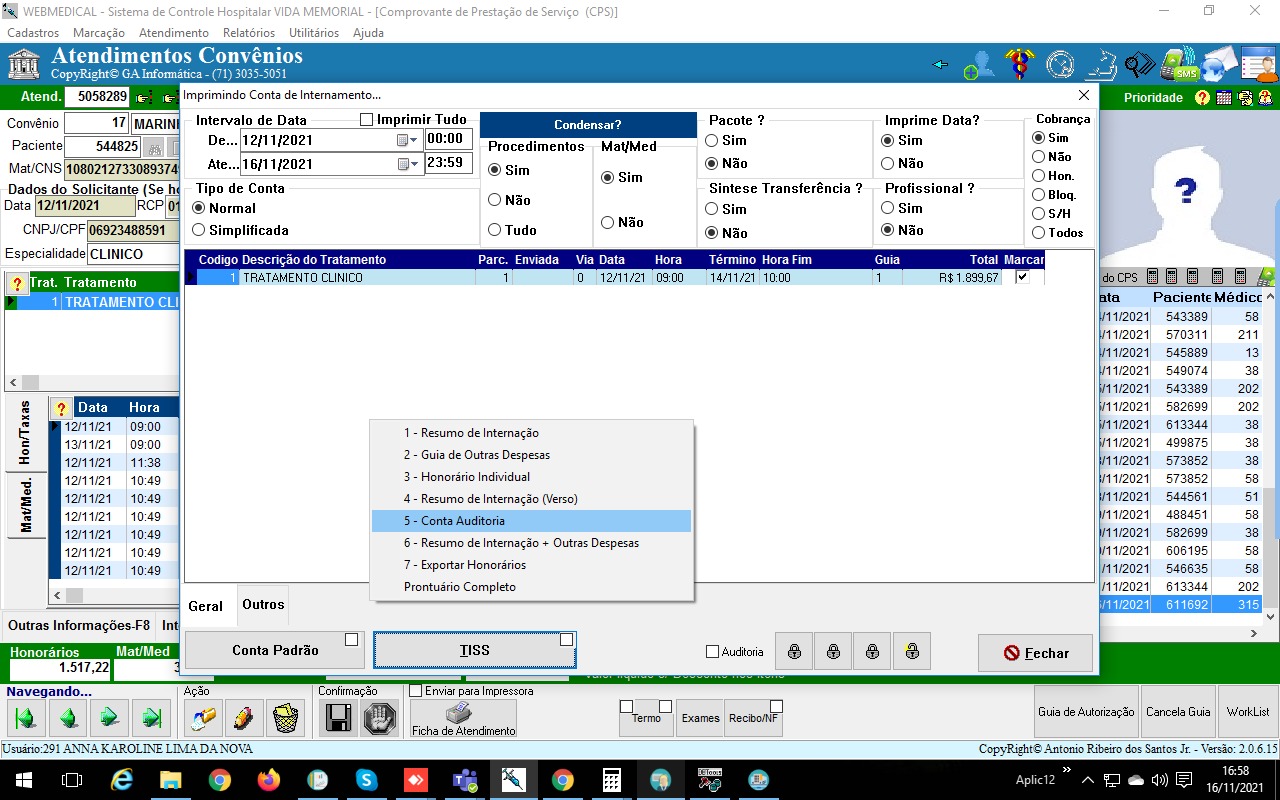 WEBMEDICAL - Sistema de Controle Hospitalar VIDA MEMORIAL - [Comprovante de Prestação de Serviço (CPS)]
Cadastros Marcação Atendimento Relatórios Utilitários Ajuda
Atendimentos Convênios
CopyRight© GA Informática - (71) 3035-5051
SMS
Atend. 5058289
Prioridade
Convênio 17 MARIN
Paciente 544825
Mat/CNS 1080212733089374
Dados do Solicitante (Se ho
Data 12/11/2021 RCP 01
CNPJ/CPF 06923488591
Especialidade CLINICO
Trat. Tratamento
1 TRATAMENTO CLI
Imprimindo Conta de Internamento...
Intervalo de Data Imprimir Tudo
De... 12/11/2021 00:00
Ate... 16/11/2021 23:59
Tipo de Conta
Normal
Simplificada
Condensar?
Procedimentos Mat/Med
Sim Sim
Não Não
Tudo
Pacote ?
Sim
Não
Sintese Transferência ?
Sim
Não
Imprime Data?
Sim
Não
Profissional ?
Sim
Não
Cobrança
Sim
Não
Hon.
Bloq.
S/H
Todos
Codigo Descrição do Tratamento Parc. Enviada Via Data Hora Término Hora Fim Guia Total Marcar
1 TRATAMENTO CLINICO 1 0 12/11/21 09:00 14/11/21 10:00 1 R$ 1.899,67
1 - Resumo de Internação
2 - Guia de Outras Despesas
3 - Honorário Individual
4 - Resumo de Internação (Verso)
5 - Conta Auditoria
6 - Resumo de Internação + Outras Despesas
7 - Exportar Honorários
Prontuário Completo
Geral Outros
Conta Padrão TISS Auditoria Fechar
do CPS
ata Paciente Médico
/11/2021 543389 58
/11/2021 570311 211
/11/2021 545889 13
/11/2021 549074 38
/11/2021 543389 202
/11/2021 582699 202
/11/2021 613344 38
/11/2021 499875 38
/11/2021 573852 38
/11/2021 573852 58
/11/2021 544561 51
/11/2021 488451 58
/11/2021 582699 38
/11/2021 606195 58
/11/2021 546635 58
/11/2021 613344 202
/11/2021 611692 315
Hon/Taxas
Mat/Med.
Data Hora
12/11/21 09:00
13/11/21 09:00
12/11/21 11:38
12/11/21 10:49
12/11/21 10:49
12/11/21 10:49
12/11/21 10:49
12/11/21 10:49
12/11/21 10:49
Outras Informações-F8 Int
Honorários Mat/Med
1.517,22 3
Navegando...
Ação
Confirmação
Enviar para Impressora
Ficha de Atendimento
Termo Exames Recibo/NF
Guia de Autorização Cancela Guia WorkList
Usuário:291 ANNA KAROLINE LIMA DA NOVA
CopyRight© Antonio Ribeiro dos Santos Jr. - Versão: 2.0.6.15
Aplic12
16:58
16/11/2021